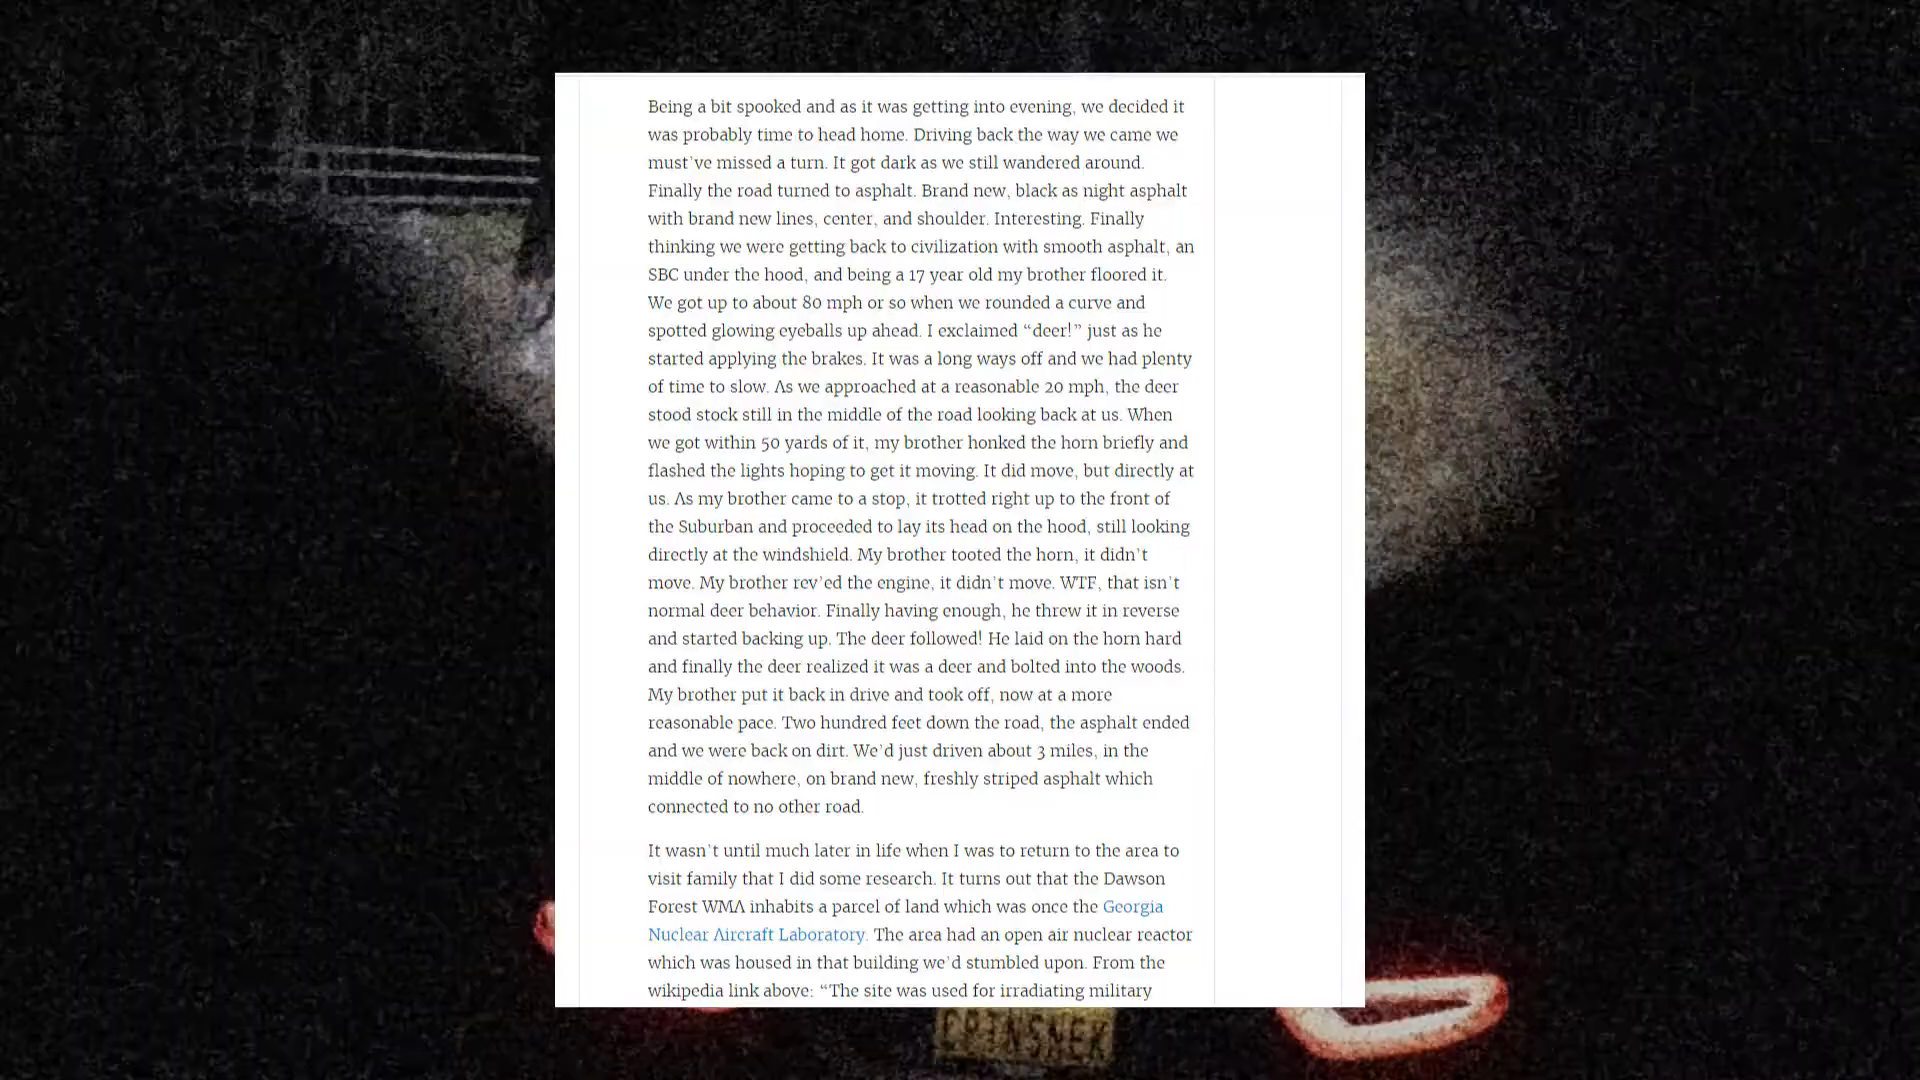 Being a bit spooked and as it was getting into evening, we decided it
was probably time to head home. Driving back the way we came we
must've missed a turn. It got dark as we still wandered around.
Finally the road turned to asphalt. Brand new, black as night asphalt
with brand new lines, center, and shoulder. Interesting. Finally
thinking we were getting back to civilization with smooth asphalt, an
SBC under the hood, and being a 17 year old my brother floored it.
We got up to about 80 mph or so when we rounded a curve and
spotted glowing eyeballs up ahead. I exclaimed “deer!” just as he
started applying the brakes. It was a long ways off and we had plenty
of time to slow. As we approached at a reasonable 20 mph, the deer
stood stock still in the middle of the road looking back at us. When
we got within 50 yards of it, my brother honked the horn briefly and
flashed the lights hoping to get it moving. It did move, but directly at
us. As my brother came to a stop, it trotted right up to the front of
the Suburban and proceeded to lay its head on the hood, still looking
directly at the windshield. My brother tooted the horn, it didn't
move. My brother rev'ed the engine, it didn't move. WTF, that isn't
normal deer behavior. Finally having enough, he threw it in reverse
and started backing up. The deer followed! He laid on the horn hard
and finally the deer realized it was a deer and bolted into the woods.
My brother put it back in drive and took off, now at a more
reasonable pace. Two hundred feet down the road, the asphalt ended
and we were back on dirt. We'd just driven about 3 miles, in the
middle of nowhere, on brand new, freshly striped asphalt which
connected to no other road.
It wasn't until much later in life when I was to return to the area to
visit family that I did some research. It turns out that the Dawson
Forest WMA inhabits a parcel of land which was once the Georgia
Nuclear Aircraft Laboratory. The area had an open air nuclear reactor
which was housed in that building we'd stumbled upon. From the
wikipedia link above: “The site was used for irradiating military